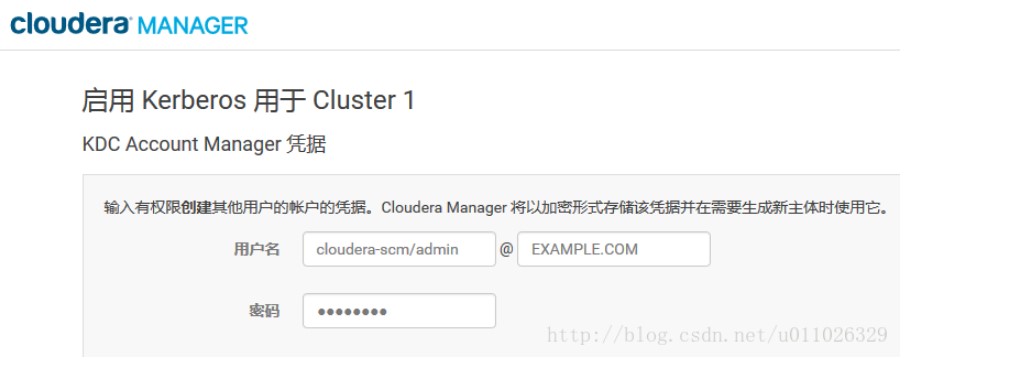 cloudera MANAGER
启用 Kerberos 用于 Cluster 1
KDC Account Manager 凭据
输入有权限创建其他用户的帐户的凭据。Cloudera Manager 将以加密形式存储该凭据并在需要生成新主体时使用它。
用户名 cloudera-scm/admin @ EXAMPLE.COM
密码 ••••••••
http://blog.csdn.net/u011026329